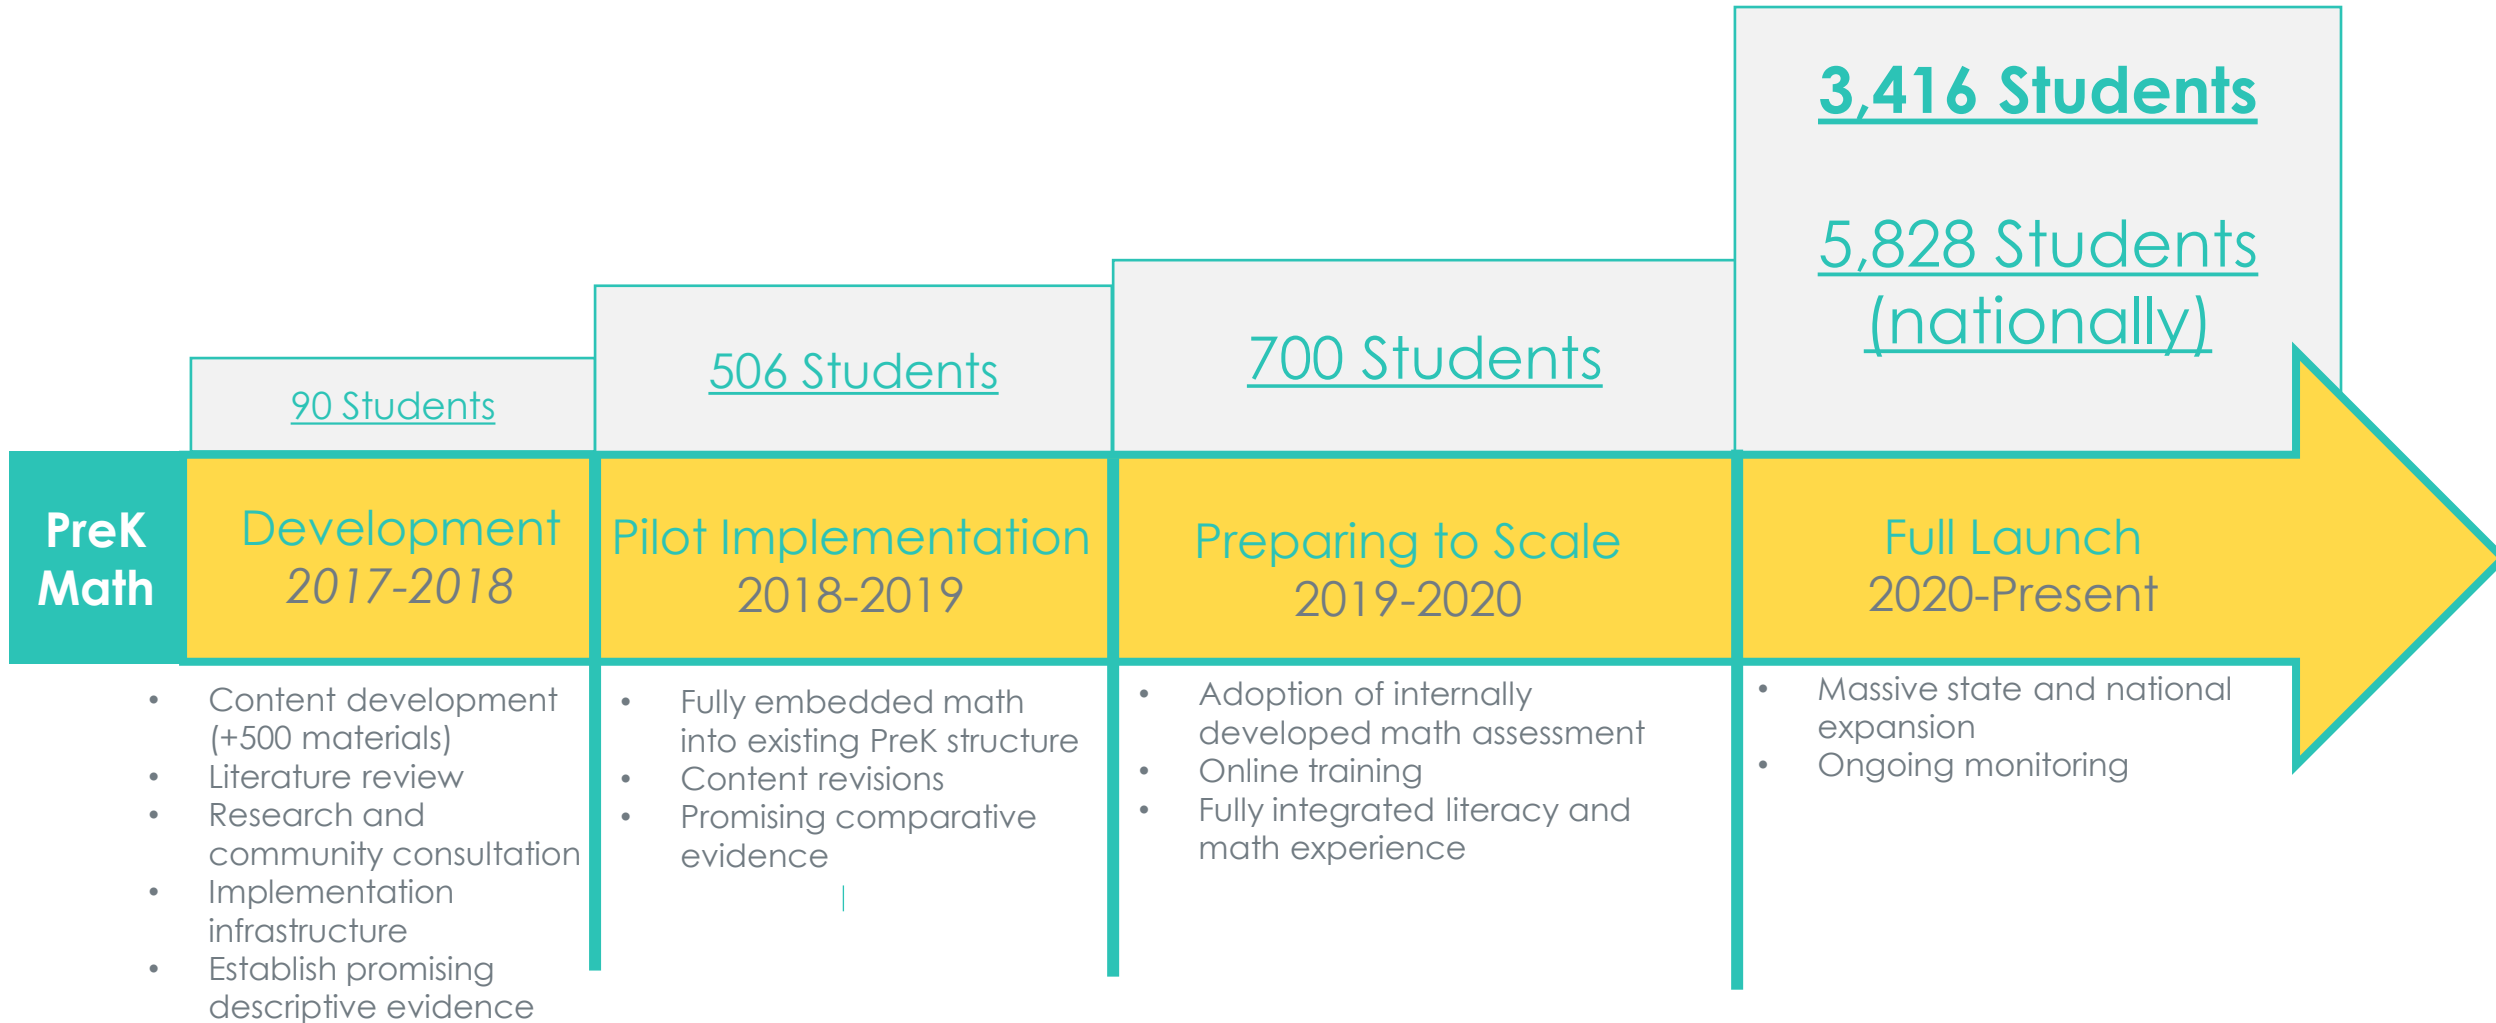 3,416 Students
5,828 Students
(nationally)
700 Students
506 Students
90 Students
PreK
Math
Development
2017-2018
Pilot Implementation
2018-2019
Preparing to Scale
2019-2020
Full Launch
2020-Present
• Content development
(+500 materials)
• Literature review
• Research and
community consultation
• Implementation
infrastructure
• Establish promising
descriptive evidence
• Fully embedded math
into existing PreK structure
• Content revisions
• Promising comparative
evidence
• Adoption of internally
developed math assessment
• Online training
• Fully integrated literacy and
math experience
• Massive state and national
expansion
• Ongoing monitoring